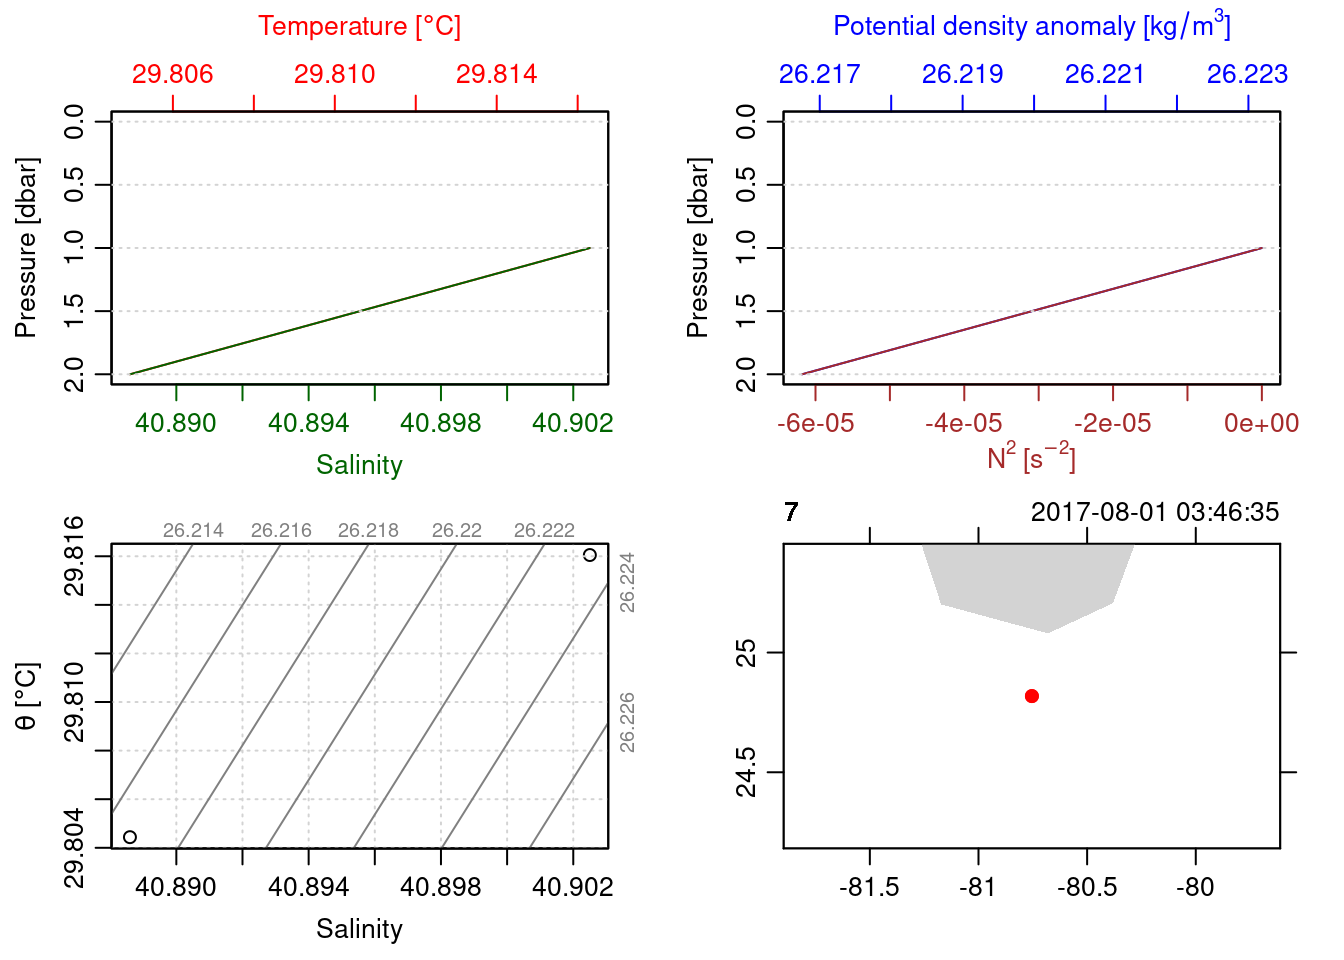 Temperature [°C]
29.806 29.810 29.814
Pressure [dbar]
0.0 0.5 1.0 1.5 2.0
40.890 40.894 40.898 40.902
Salinity
Potential density anomaly [kg/m³]
26.217 26.219 26.221 26.223
Pressure [dbar]
0.0 0.5 1.0 1.5 2.0
-6e-05 -4e-05 -2e-05 0e+00
N² [s⁻²]
26.214 26.216 26.218 26.22 26.222
26.224 26.226
θ [°C]
29.804 29.810 29.816
40.890 40.894 40.898 40.902
Salinity
7 2017-08-01 03:46:35
25
24.5
-81.5 -81 -80.5 -80